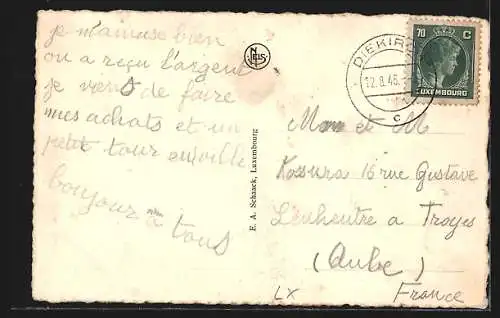 je m'amuse bien
on a reçu l'argent
je viens de faire
mes achats et un
petit tour en ville
bonjour à tous
NELS
E. A. Schaack, Luxembourg
DIEKIRCH
12.8.46
C
70 C
LUXEMBOURG
Mr et M
Kossura 16 rue Gustave
Lenhentre a Troyes
(Aube)
France
LX